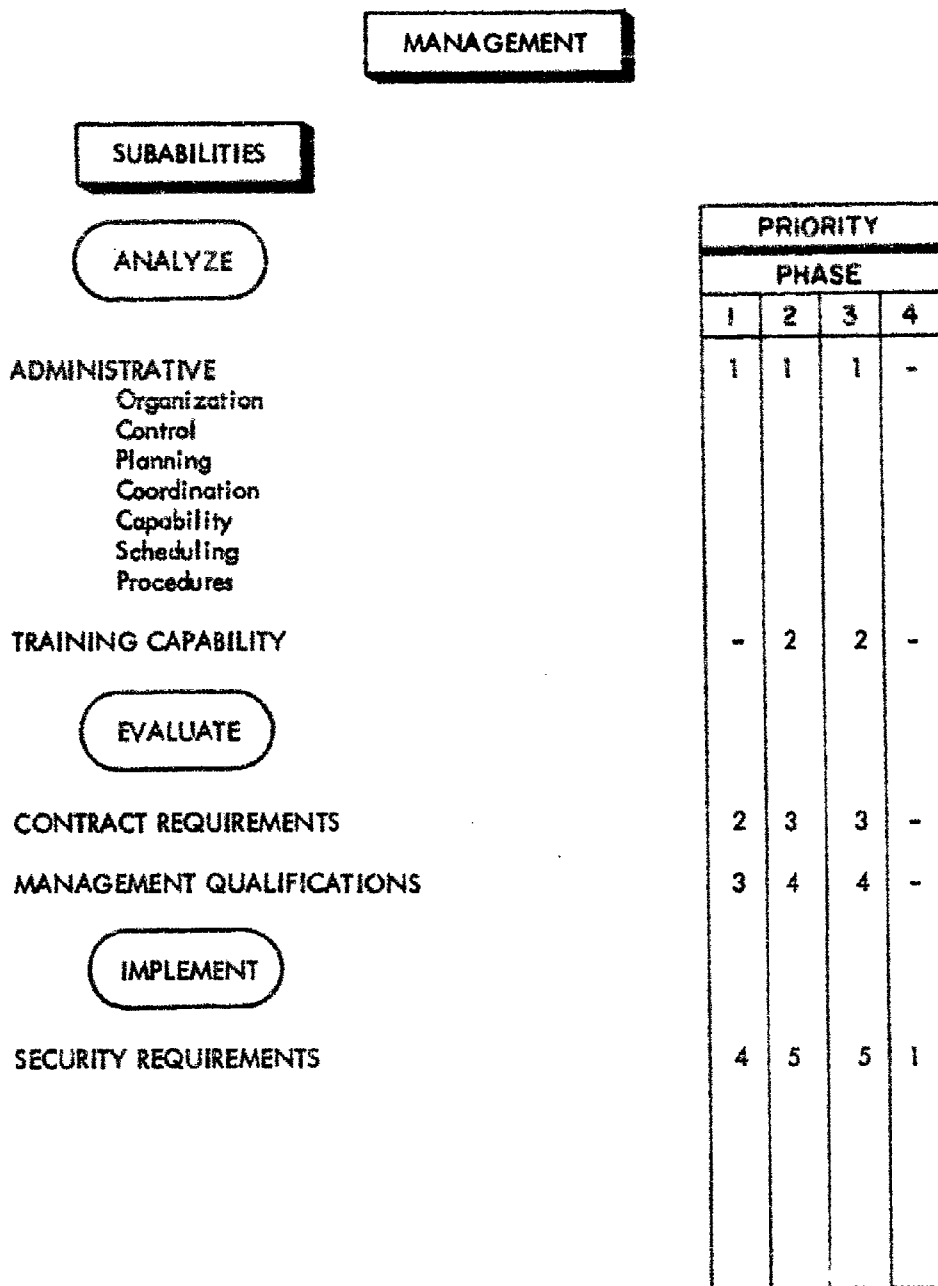 MANAGEMENT
SUBABILITIES
ANALYZE
PRIORITY
PHASE
1 2 3 4
ADMINISTRATIVE 1 1 1 -
Organization
Control
Planning
Coordination
Capability
Scheduling
Procedures
TRAINING CAPABILITY - 2 2 -
EVALUATE
CONTRACT REQUIREMENTS 2 3 3 -
MANAGEMENT QUALIFICATIONS 3 4 4 -
IMPLEMENT
SECURITY REQUIREMENTS 4 5 5 1